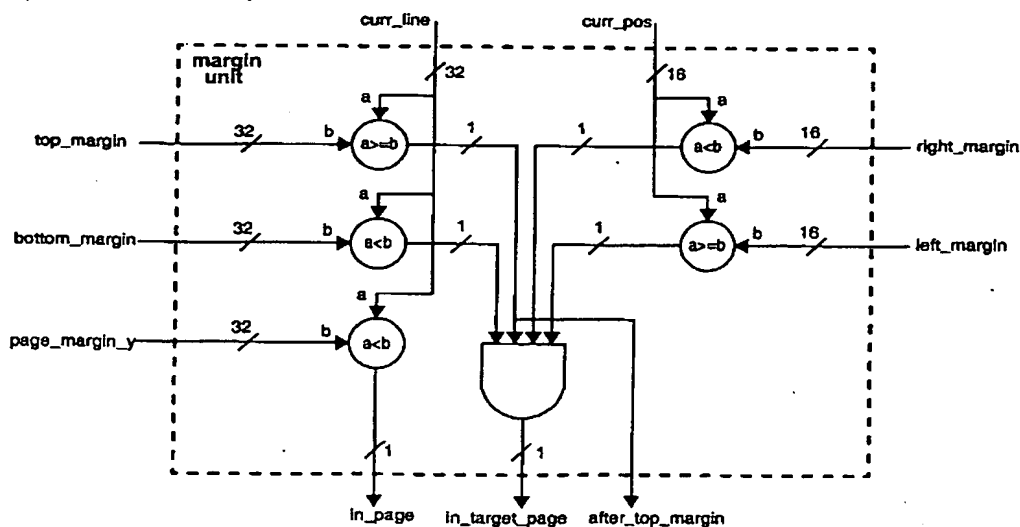 curr_line
curr_pos
margin
unit
32
16
a
a
top_margin
32
b
a>=b
1
1
a<b
b
16
right_margin
a
a
bottom_margin
32
b
a<b
1
1
a>=b
b
16
left_margin
a
page_margin_y
32
b
a<b
1
1
in_page
in_target_page
after_top_margin